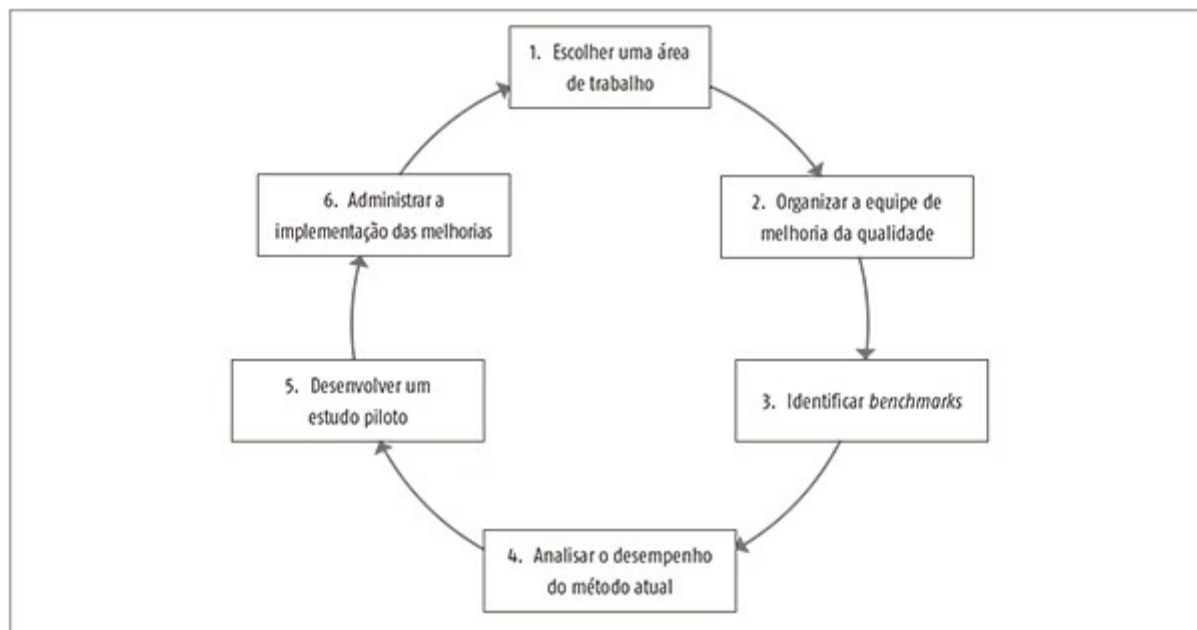 1. Escolher uma área
de trabalho
2. Organizar a equipe de
melhoria da qualidade
3. Identificar benchmarks
4. Analisar o desempenho
do método atual
5. Desenvolver um
estudo piloto
6. Administrar a
implementação das melhorias